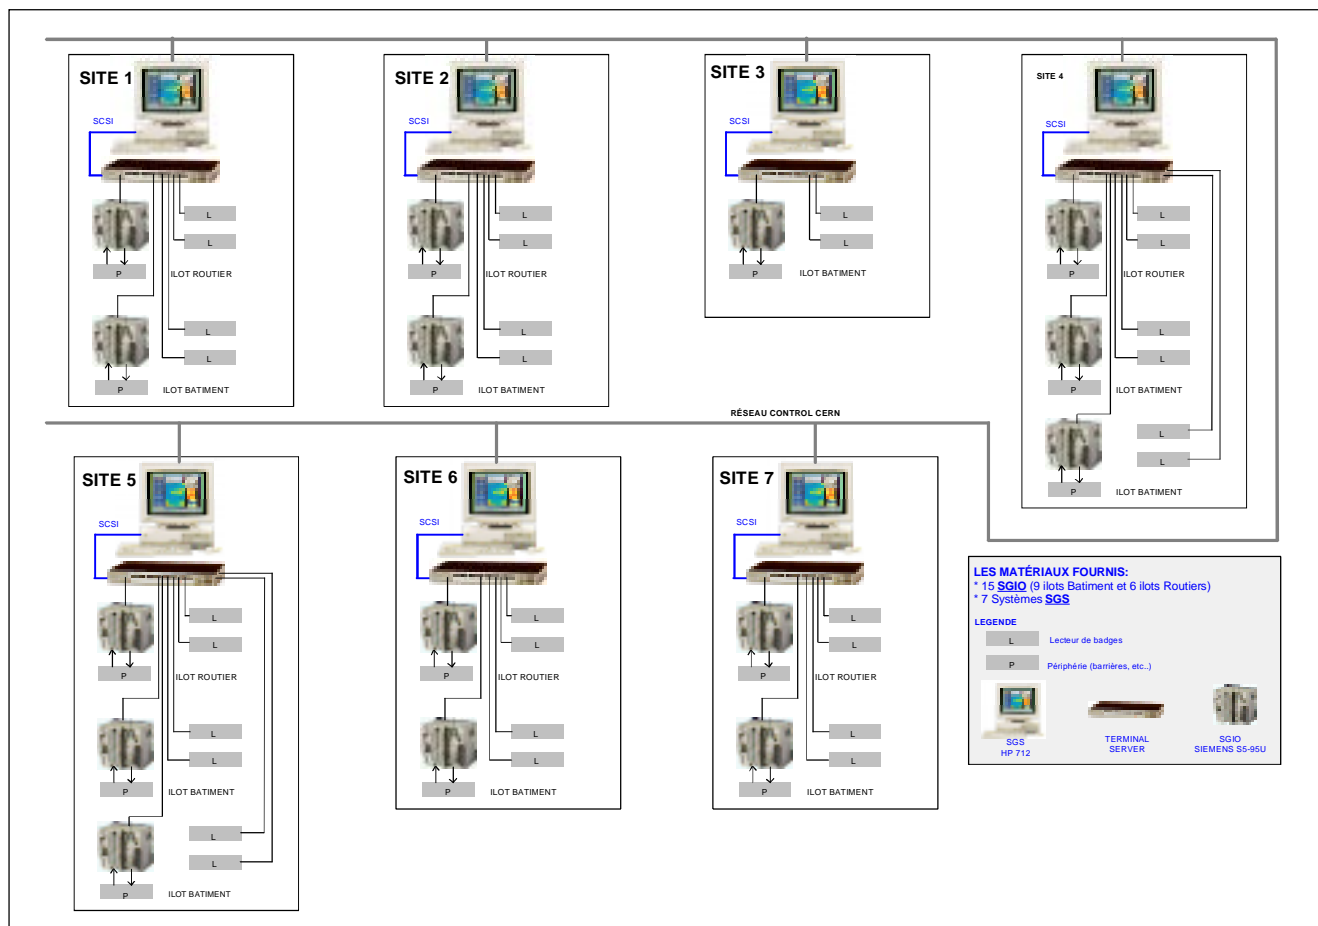 SITE 1
SCSI
L
L
P
ILOT ROUTIER
L
L
P
ILOT BATIMENT
SITE 2
SCSI
L
L
P
ILOT ROUTIER
L
L
P
ILOT BATIMENT
SITE 3
SCSI
L
L
P
ILOT BATIMENT
SITE 4
SCSI
L
L
P
ILOT ROUTIER
L
L
P
ILOT BATIMENT
L
L
P
ILOT BATIMENT
RÉSEAU CONTROL CERN
SITE 5
SCSI
L
L
P
ILOT ROUTIER
L
L
P
ILOT BATIMENT
L
L
P
ILOT BATIMENT
SITE 6
SCSI
L
L
P
ILOT ROUTIER
L
L
P
ILOT BATIMENT
SITE 7
SCSI
L
L
P
ILOT ROUTIER
L
L
P
ILOT BATIMENT
LES MATÉRIAUX FOURNIS:
* 15 SGIO (9 ilots Batiment et 6 ilots Routiers)
* 7 Systèmes SGS
LEGENDE
L
Lecteur de badges
P
Périphérie (barrières, etc..)
SGS
HP 712
TERMINAL
SERVER
SGIO
SIEMENS S5-95U